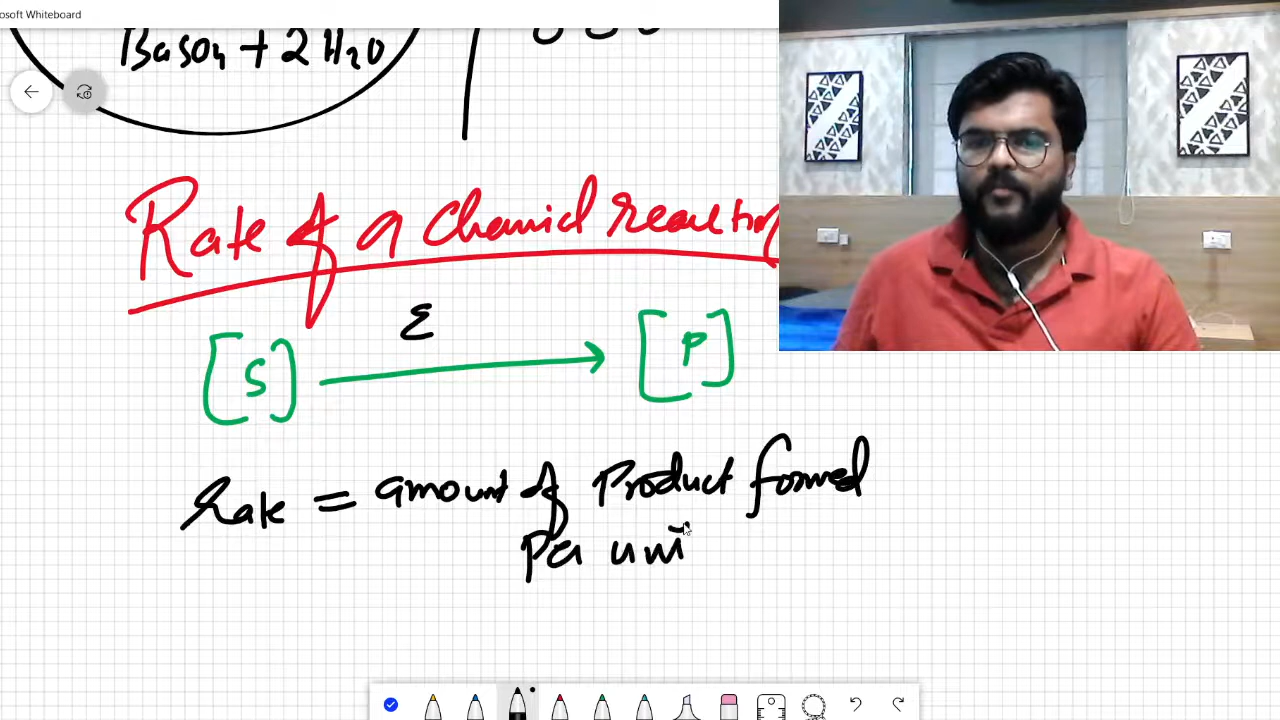 osoft Whiteboard
BaSO4 + 2 H2O
Rate of a Chemical reaction
E
[S] → [P]
Rate = amount of Product formed
Per uni